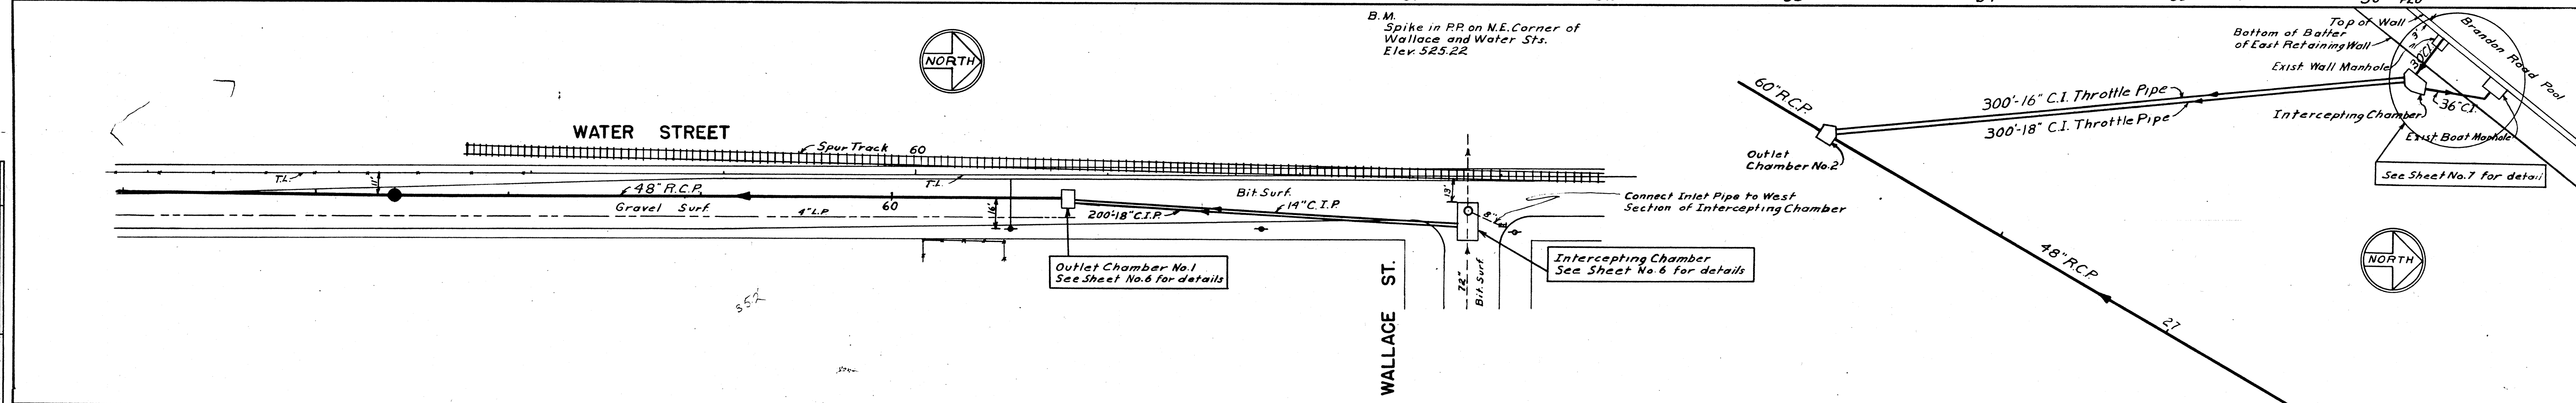 B.M.
Spike in P.P. on N.E. Corner of
Wallace and Water Sts.
Elev. 525.22
NORTH
WATER STREET
Spur Track
60
T.L.
11'
T.L.
48" R.C.P.
Gravel Surf.
4" L.P.
60
16'
Bit. Surf.
200'-18" C.I.P.
14" C.I.P.
13'
8"
Connect Inlet Pipe to West
Section of Intercepting Chamber
Outlet Chamber No.1
See Sheet No.6 for details
Intercepting Chamber
See Sheet No.6 for details
72"
Bit. Surf.
WALLACE ST.
552
60" R.C.P.
Outlet
Chamber No.2
300'-16" C.I. Throttle Pipe
300'-18" C.I. Throttle Pipe
Top of Wall
Bottom of Batter
of East Retaining Wall
Exist. Wall Manhole
30" C.I.
Brandon Road Pool
Intercepting Chamber
36" C.I.
Exist Boat Manhole
See Sheet No.7 for detail
48" R.C.P.
27
NORTH